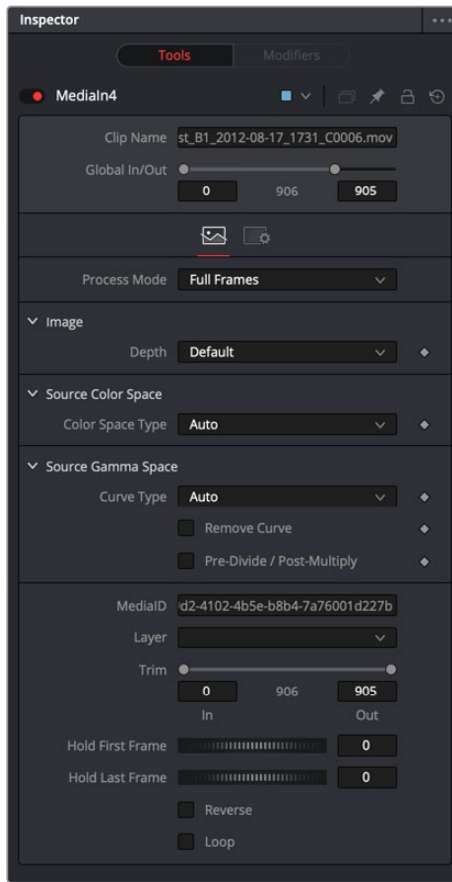 Inspector
Tools Modifiers
MediaIn4
Clip Name st_B1_2012-08-17_1731_C0006.mov
Global In/Out
0 906 905
Process Mode Full Frames
Image
Depth Default
Source Color Space
Color Space Type Auto
Source Gamma Space
Curve Type Auto
Remove Curve
Pre-Divide / Post-Multiply
MediaID d2-4102-4b5e-b8b4-7a76001d227b
Layer
Trim
0 906 905
In Out
Hold First Frame 0
Hold Last Frame 0
Reverse
Loop